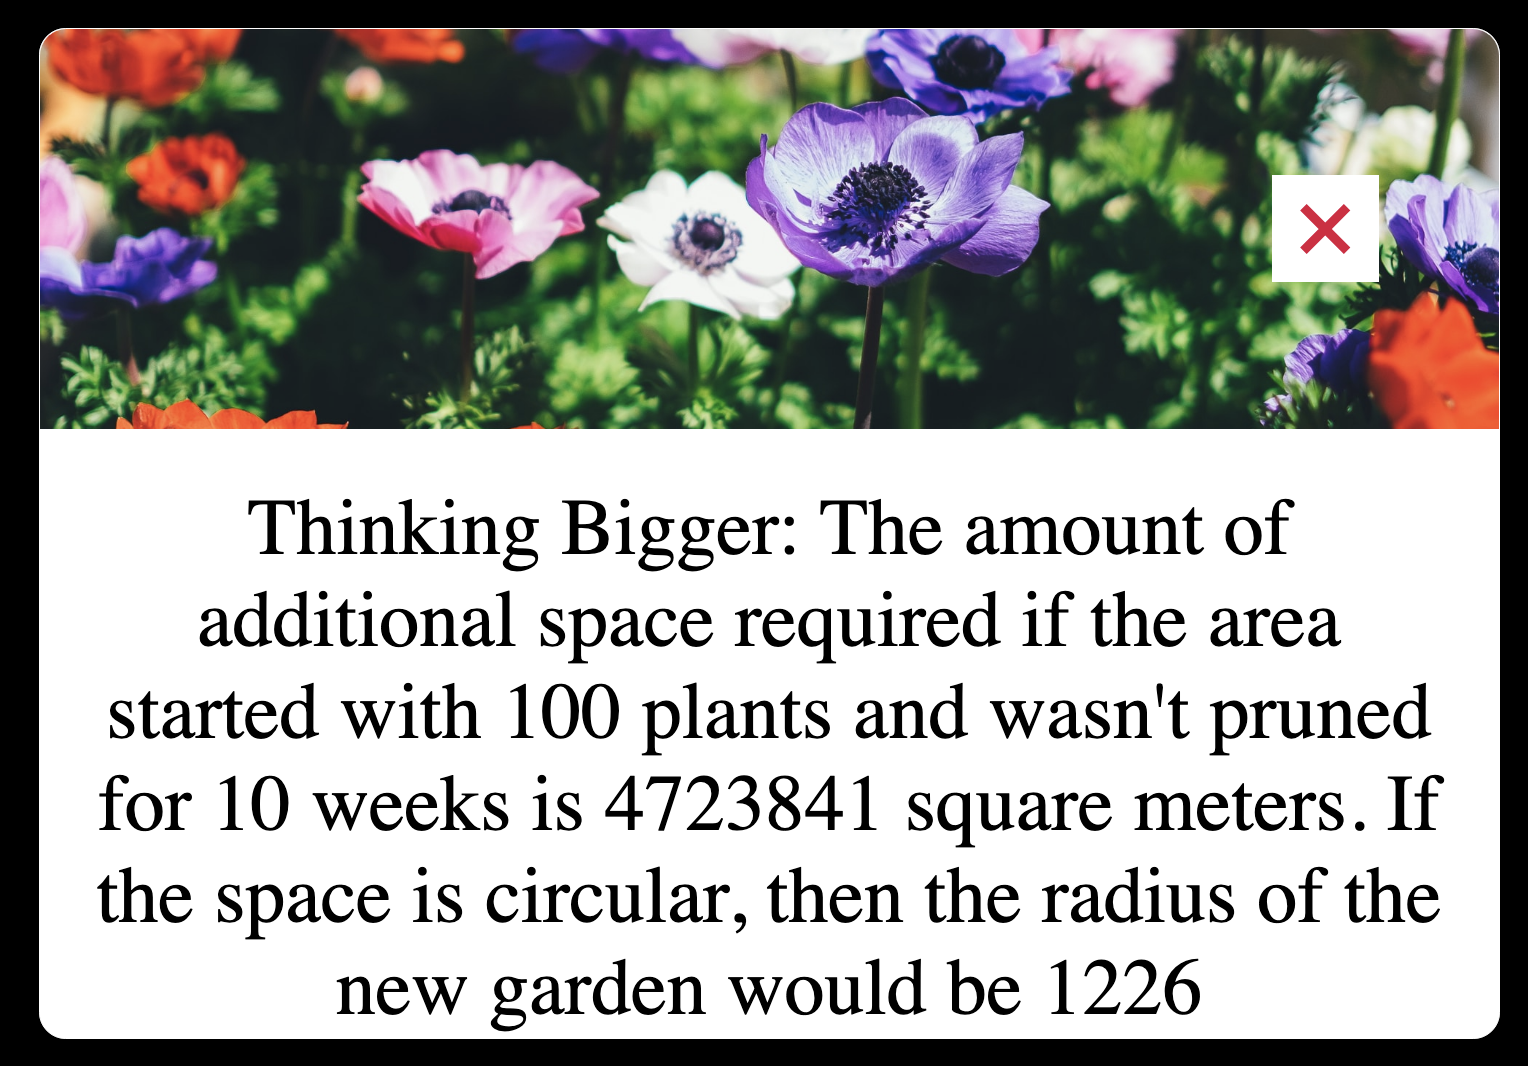 Thinking Bigger: The amount of
additional space required if the area
started with 100 plants and wasn't pruned
for 10 weeks is 4723841 square meters. If
the space is circular, then the radius of the
new garden would be 1226